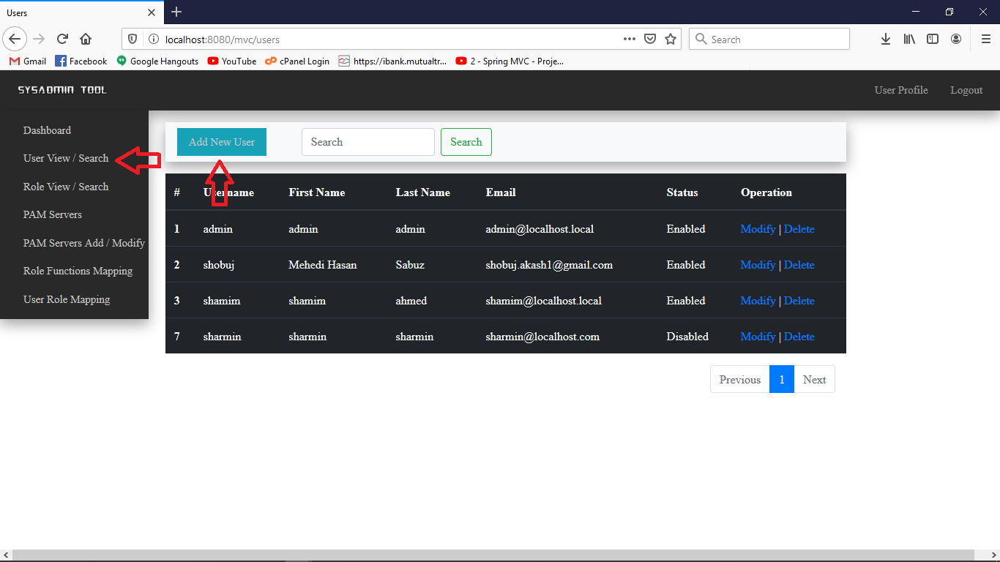 Users
localhost:8080/mvc/users
Search
Gmail Facebook Google Hangouts YouTube cPanel Login https://ibank.mutualtr... 2 - Spring MVC - Proje...
SYSADMIN TOOL
User Profile Logout
Dashboard
User View / Search
Role View / Search
PAM Servers
PAM Servers Add / Modify
Role Functions Mapping
User Role Mapping
Add New User Search Search
# Username First Name Last Name Email Status Operation
1 admin admin admin admin@localhost.local Enabled Modify | Delete
2 shobuj Mehedi Hasan Sabuz shobuj.akash1@gmail.com Enabled Modify | Delete
3 shamim shamim ahmed shamim@localhost.local Enabled Modify | Delete
7 sharmin sharmin sharmin sharmin@localhost.com Disabled Modify | Delete
Previous 1 Next